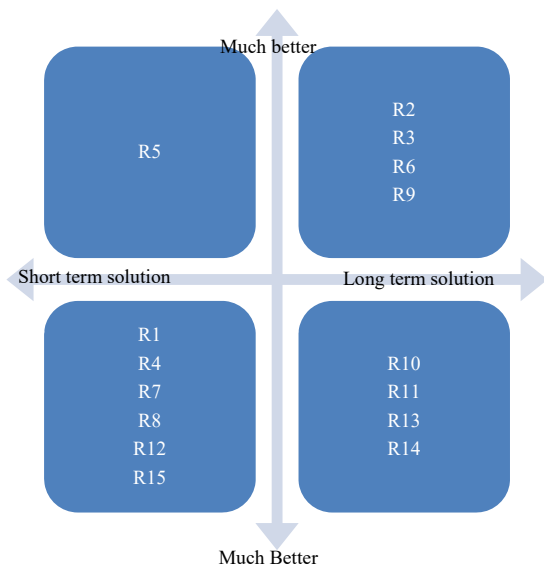 Much better
R5
R2
R3
R6
R9
Short term solution
Long term solution
R1
R4
R7
R8
R12
R15
R10
R11
R13
R14
Much Better